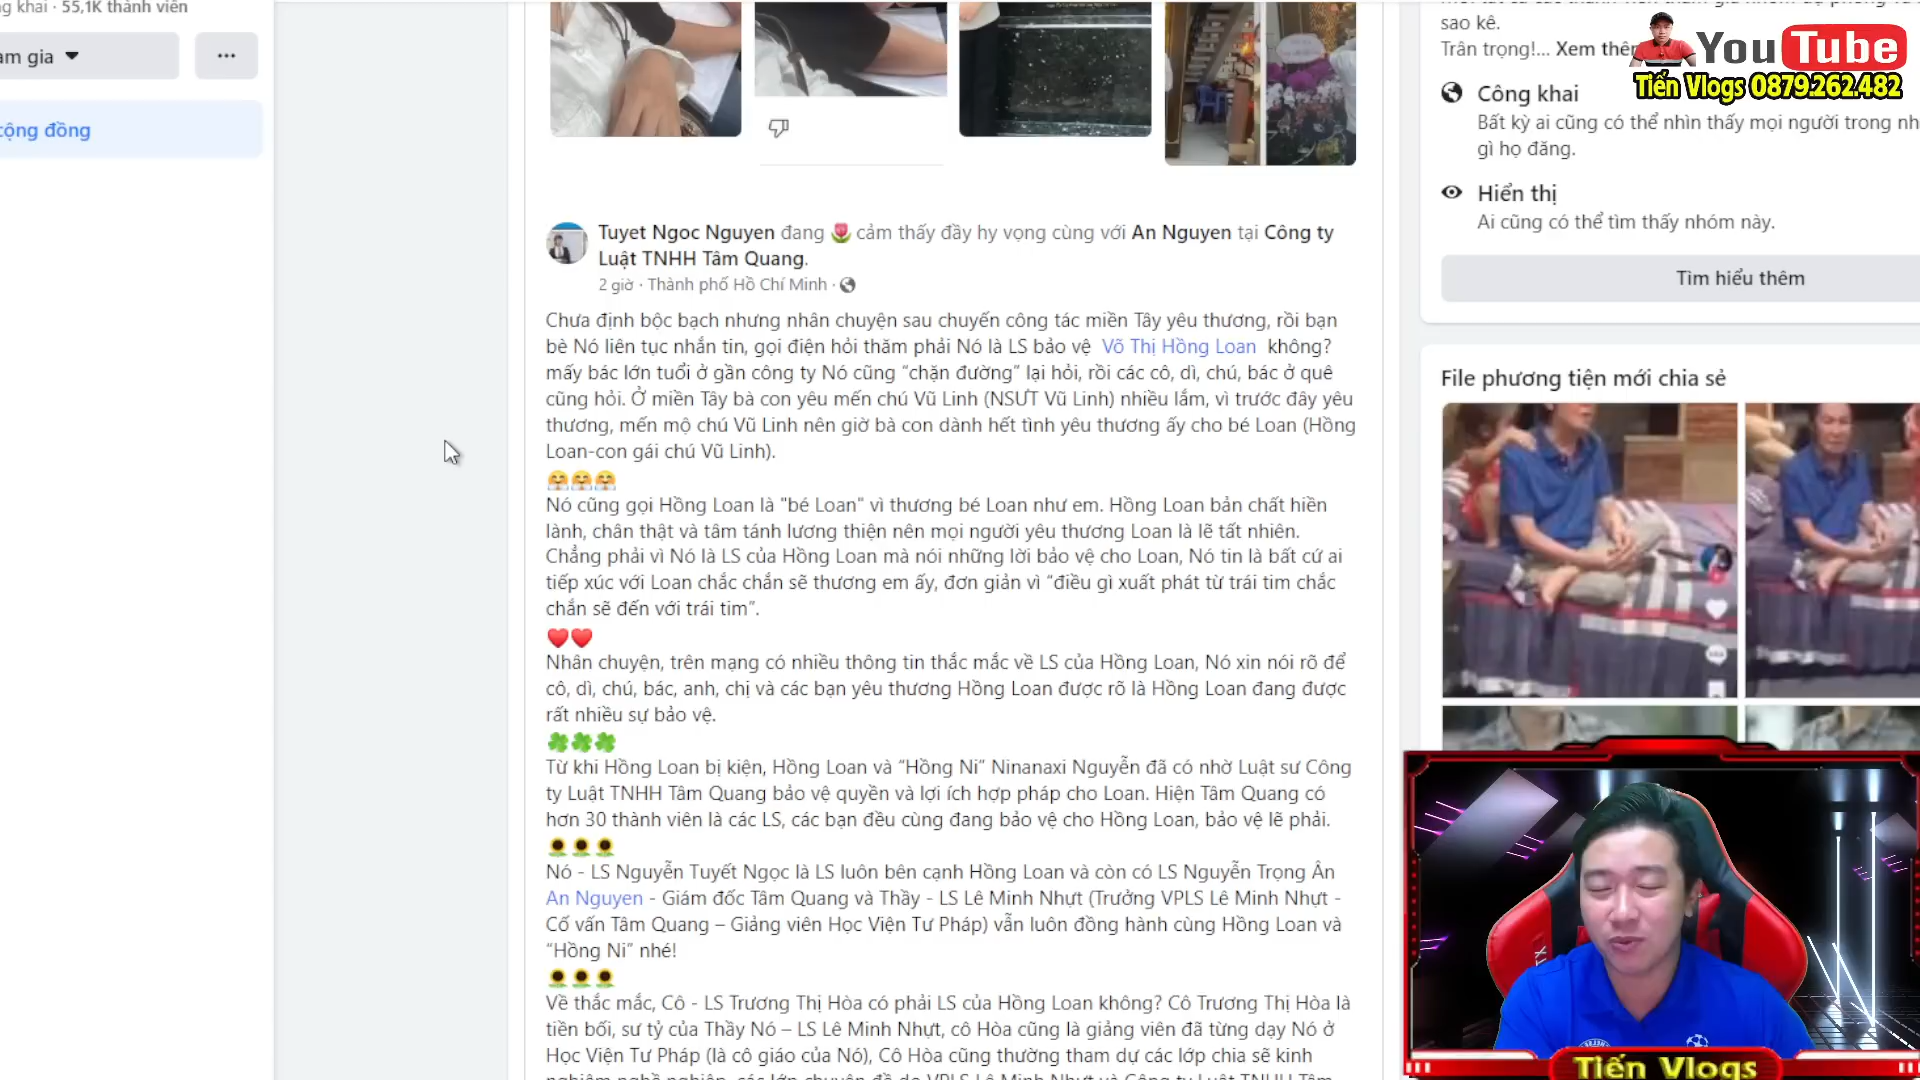 ng khai · 55,1K thành viên
am gia
cộng đồng
Tuyet Ngoc Nguyen đang 🌷 cảm thấy đầy hy vọng cùng với An Nguyen tại Công ty
Luật TNHH Tâm Quang.
2 giờ · Thành phố Hồ Chí Minh ·
Chưa định bộc bạch nhưng nhân chuyện sau chuyến công tác miền Tây yêu thương, rồi bạn
bè Nó liên tục nhắn tin, gọi điện hỏi thăm phải Nó là LS bảo vệ Võ Thị Hồng Loan không?
mấy bác lớn tuổi ở gần công ty Nó cũng “chặn đường” lại hỏi, rồi các cô, dì, chú, bác ở quê
cũng hỏi. Ở miền Tây bà con yêu mến chú Vũ Linh (NSƯT Vũ Linh) nhiều lắm, vì trước đây yêu
thương, mến mộ chú Vũ Linh nên giờ bà con dành hết tình yêu thương ấy cho bé Loan (Hồng
Loan-con gái chú Vũ Linh).
🤗🤗🤗
Nó cũng gọi Hồng Loan là "bé Loan" vì thương bé Loan như em. Hồng Loan bản chất hiền
lành, chân thật và tâm tánh lương thiện nên mọi người yêu thương Loan là lẽ tất nhiên.
Chẳng phải vì Nó là LS của Hồng Loan mà nói những lời bảo vệ cho Loan, Nó tin là bất cứ ai
tiếp xúc với Loan chắc chắn sẽ thương em ấy, đơn giản vì “điều gì xuất phát từ trái tim chắc
chắn sẽ đến với trái tim”.
❤️❤️
Nhân chuyện, trên mạng có nhiều thông tin thắc mắc về LS của Hồng Loan, Nó xin nói rõ để
cô, dì, chú, bác, anh, chị và các bạn yêu thương Hồng Loan được rõ là Hồng Loan đang được
rất nhiều sự bảo vệ.
🍀🍀🍀
Từ khi Hồng Loan bị kiện, Hồng Loan và “Hồng Ni” Ninanaxi Nguyễn đã có nhờ Luật sư Công
ty Luật TNHH Tâm Quang bảo vệ quyền và lợi ích hợp pháp cho Loan. Hiện Tâm Quang có
hơn 30 thành viên là các LS, các bạn đều cùng đang bảo vệ cho Hồng Loan, bảo vệ lẽ phải.
🌻🌻🌻
Nó - LS Nguyễn Tuyết Ngọc là LS luôn bên cạnh Hồng Loan và còn có LS Nguyễn Trọng Ân
An Nguyen - Giám đốc Tâm Quang và Thầy - LS Lê Minh Nhựt (Trưởng VPLS Lê Minh Nhựt -
Cố vấn Tâm Quang – Giảng viên Học Viện Tư Pháp) vẫn luôn đồng hành cùng Hồng Loan và
“Hồng Ni” nhé!
🌻🌻🌻
Về thắc mắc, Cô - LS Trương Thị Hòa có phải LS của Hồng Loan không? Cô Trương Thị Hòa là
tiền bối, sư tỷ của Thầy Nó – LS Lê Minh Nhựt, cô Hòa cũng là giảng viên đã từng dạy Nó ở
Học Viện Tư Pháp (là cô giáo của Nó), Cô Hòa cũng thường tham dự các lớp chia sẽ kinh
sao kê.
Trân trọng!... Xem thêm
Công khai
Bất kỳ ai cũng có thể nhìn thấy mọi người trong nh
gì họ đăng.
Hiển thị
Ai cũng có thể tìm thấy nhóm này.
Tìm hiểu thêm
File phương tiện mới chia sẻ
YouTube
Tiến Vlogs 0879.262.482
Tiến Vlogs